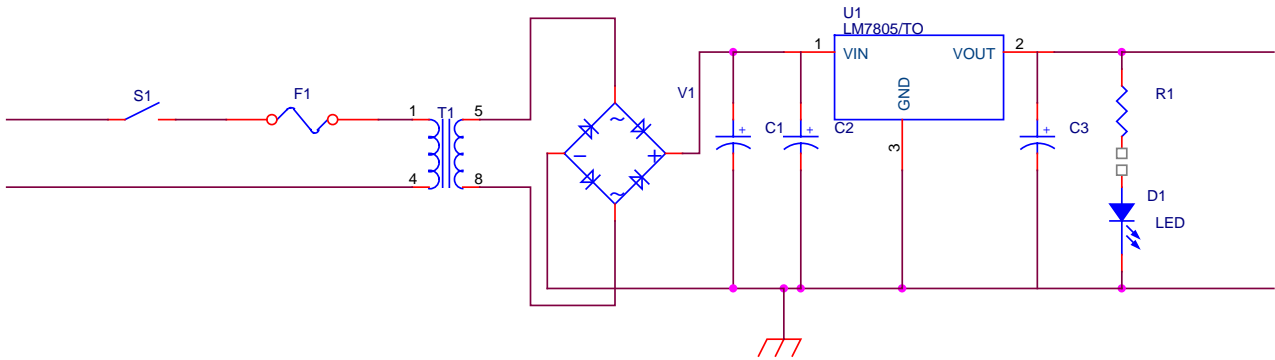 U1
LM7805/TO
1
VIN
VOUT
2
GND
3
S1
F1
1
T1
5
4
8
V1
+
C1
+
C2
+
C3
R1
D1
LED
~
-
+
~